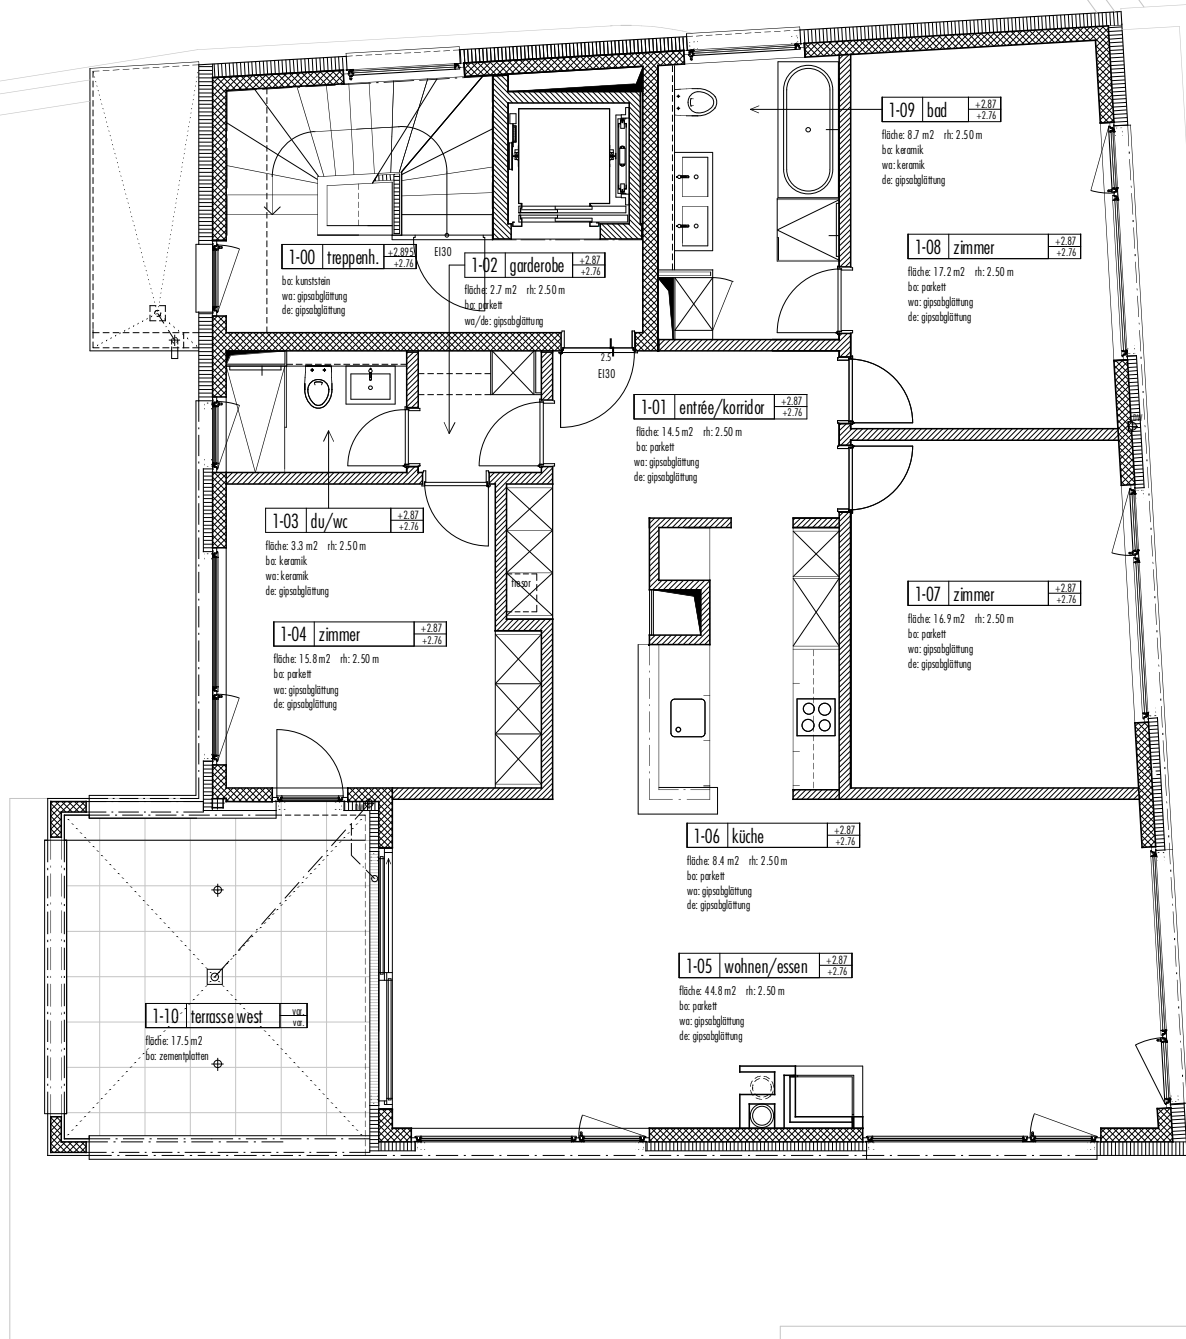 1-09 bad +2.87
+2.76
fläche: 8.7 m2 rh: 2.50 m
bo: keramik
wa: keramik
de: gipsabglättung
1-08 zimmer +2.87
+2.76
fläche: 17.2 m2 rh: 2.50 m
bo: parkett
wa: gipsabglättung
de: gipsabglättung
1-00 treppenh. +2.895
+2.76
bo: kunststein
wa: gipsabglättung
de: gipsabglättung
EI30
1-02 garderobe +2.87
+2.76
fläche: 2.7 m2 rh: 2.50 m
bo: parkett
wa/de: gipsabglättung
2.5
EI30
1-01 entrée/korridor +2.87
+2.76
fläche: 14.5 m2 rh: 2.50 m
bo: parkett
wa: gipsabglättung
de: gipsabglättung
1-03 du/wc +2.87
+2.76
fläche: 3.3 m2 rh: 2.50 m
bo: keramik
wa: keramik
de: gipsabglättung
tresor
1-07 zimmer +2.87
+2.76
fläche: 16.9 m2 rh: 2.50 m
bo: parkett
wa: gipsabglättung
de: gipsabglättung
1-04 zimmer +2.87
+2.76
fläche: 15.8 m2 rh: 2.50 m
bo: parkett
wa: gipsabglättung
de: gipsabglättung
1-06 küche +2.87
+2.76
fläche: 8.4 m2 rh: 2.50 m
bo: parkett
wa: gipsabglättung
de: gipsabglättung
1-05 wohnen/essen +2.87
+2.76
fläche: 44.8 m2 rh: 2.50 m
bo: parkett
wa: gipsabglättung
de: gipsabglättung
1-10 terrasse west var.
var.
fläche: 17.5 m2
bo: zementplatten